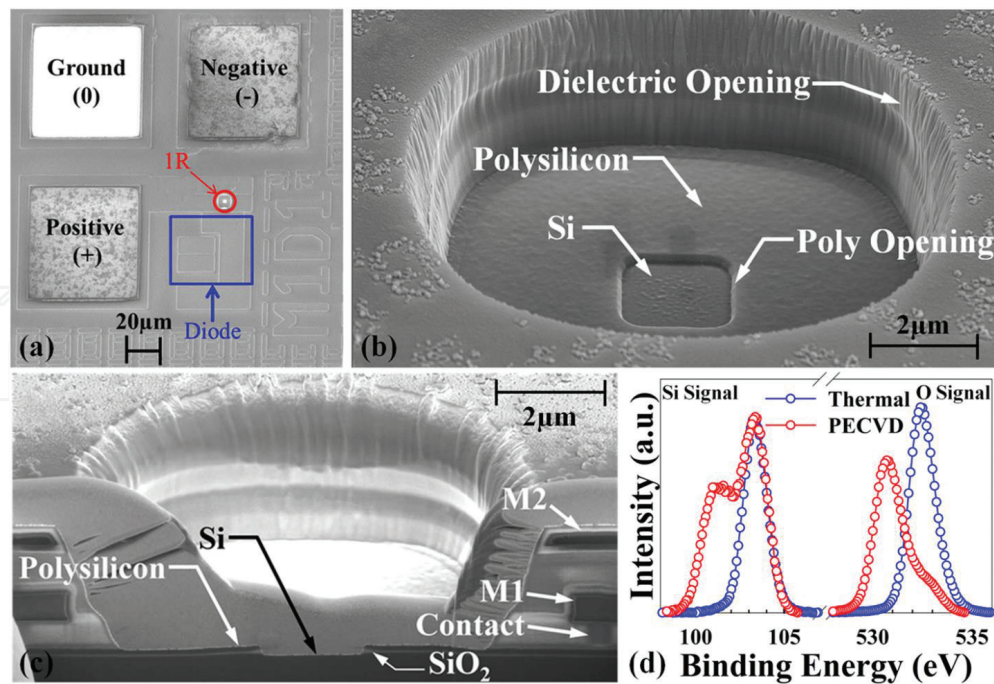 Ground
(0)
Negative
(-)
1R
Positive
(+)
Diode
20µm
M1D1
(a)
Dielectric Opening
Polysilicon
Si
Poly Opening
2µm
(b)
2µm
M2
Si
Polysilicon
M1
Contact
SiO₂
(c)
Si Signal
Thermal
O Signal
PECVD
Intensity (a.u.)
100
105
530
535
(d)
Binding Energy (eV)